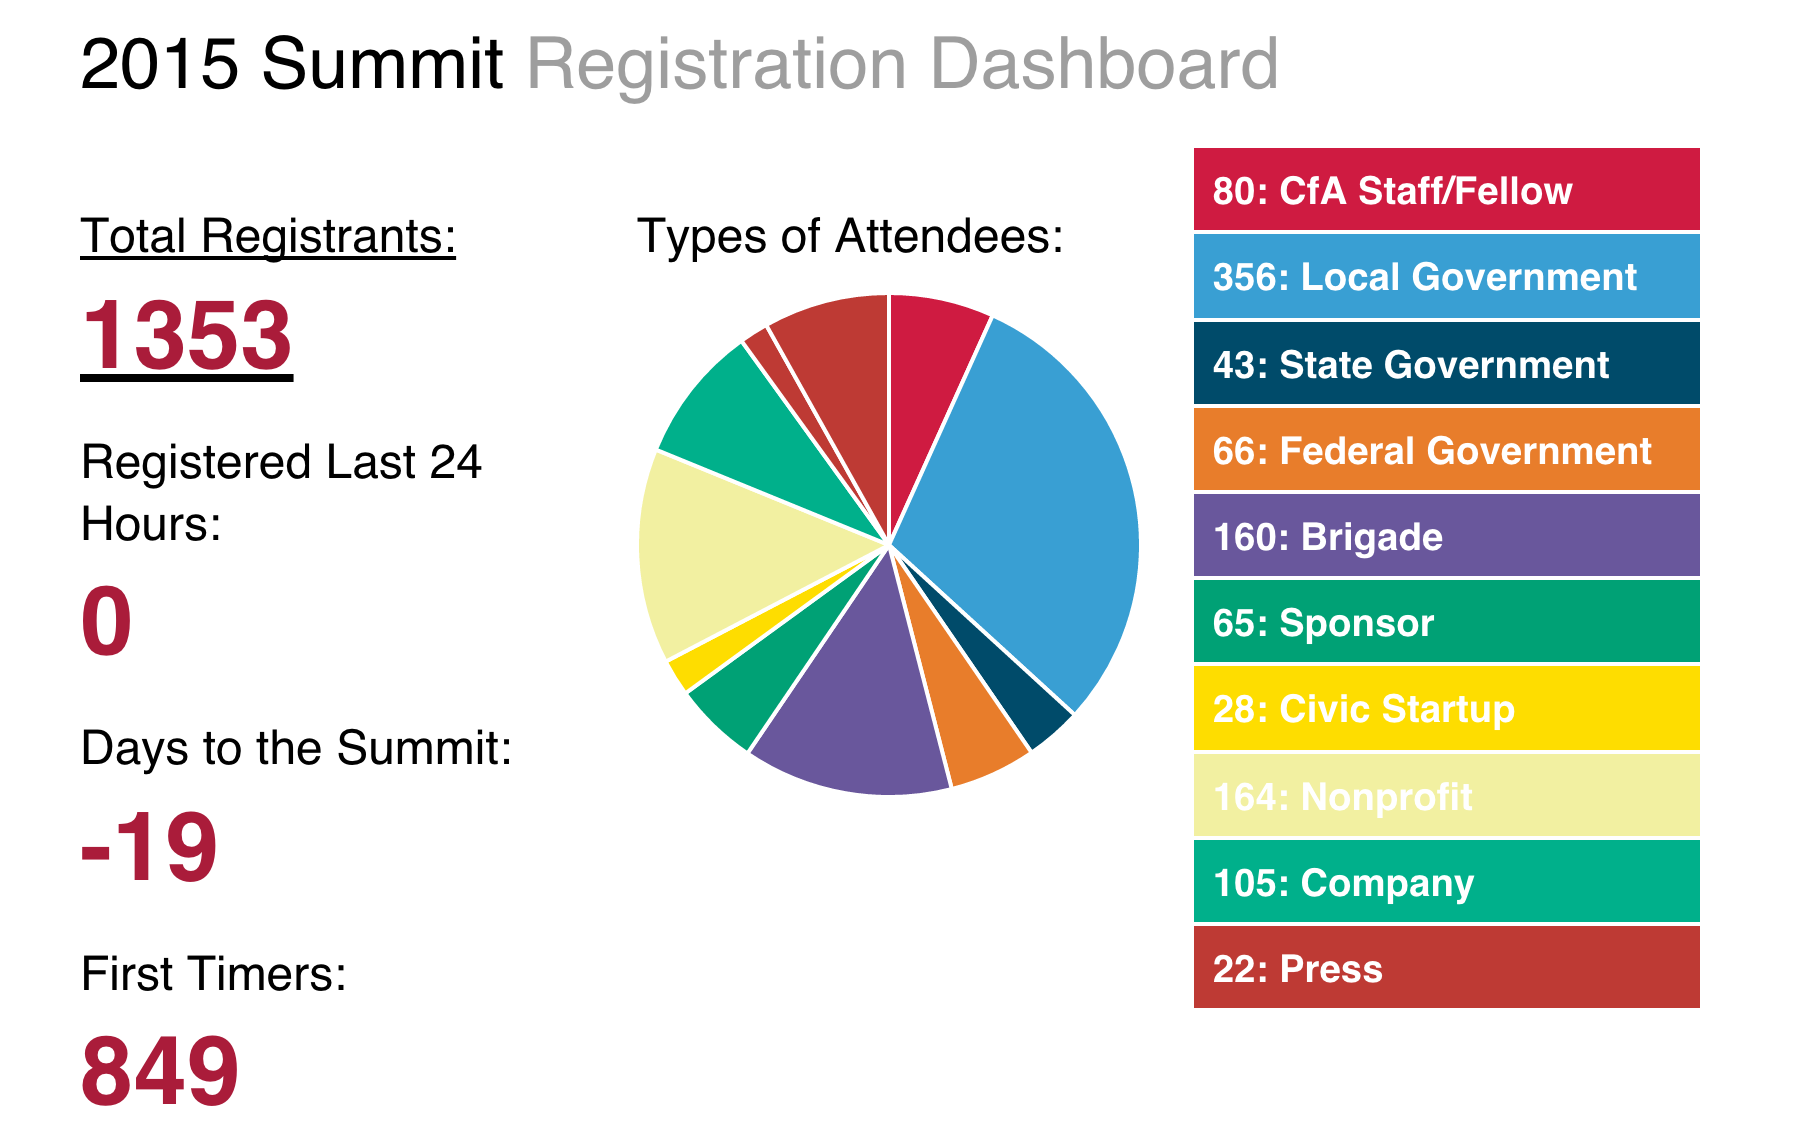 2015 Summit Registration Dashboard
Total Registrants:
1353
Registered Last 24
Hours:
0
Days to the Summit:
-19
First Timers:
849
Types of Attendees:
80: CfA Staff/Fellow
356: Local Government
43: State Government
66: Federal Government
160: Brigade
65: Sponsor
28: Civic Startup
164: Nonprofit
105: Company
22: Press